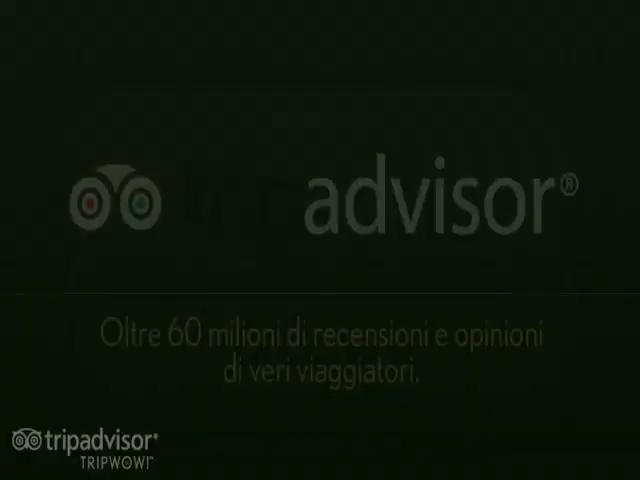 tripadvisor®
Oltre 60 milioni di recensioni e opinioni
di veri viaggiatori.
tripadvisor®
TRIPWOW!™